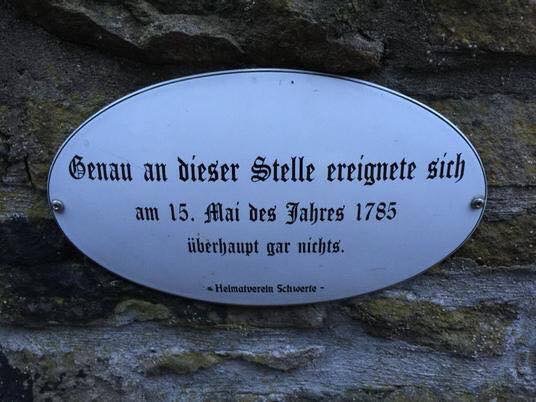 Genau an dieser Stelle ereignete sich
am 15. Mai des Jahres 1785
überhaupt gar nichts.
- Heimatverein Schwerte -